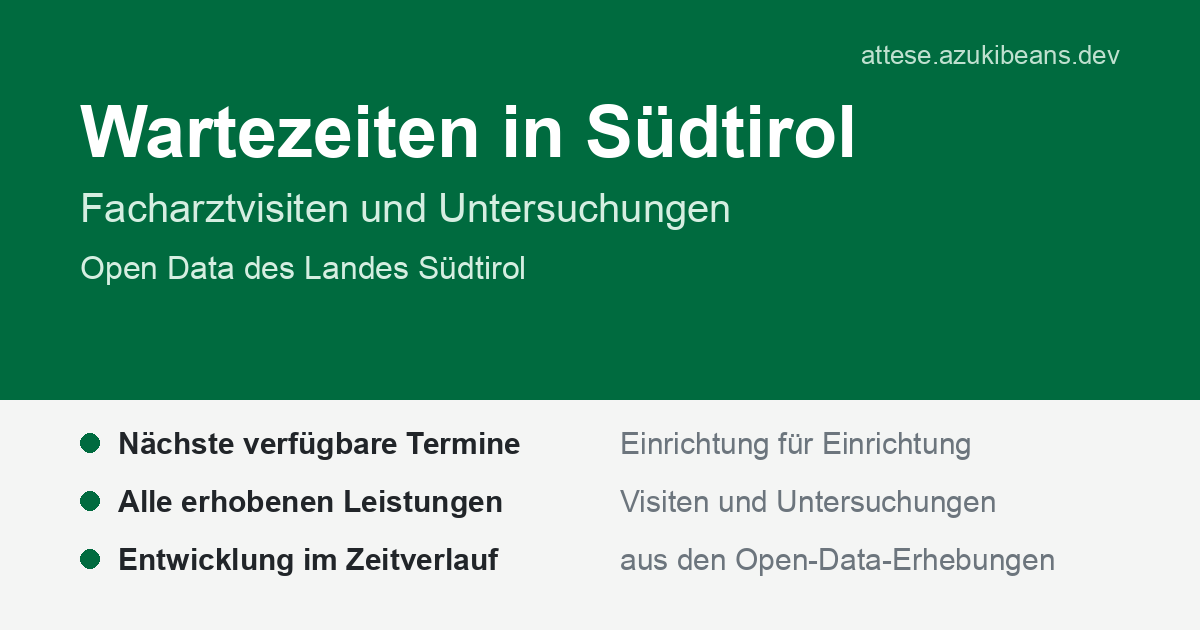 attese.azukibeans.dev
Wartezeiten in Südtirol
Facharztvisiten und Untersuchungen
Open Data des Landes Südtirol
Nächste verfügbare Termine Einrichtung für Einrichtung
Alle erhobenen Leistungen Visiten und Untersuchungen
Entwicklung im Zeitverlauf aus den Open-Data-Erhebungen